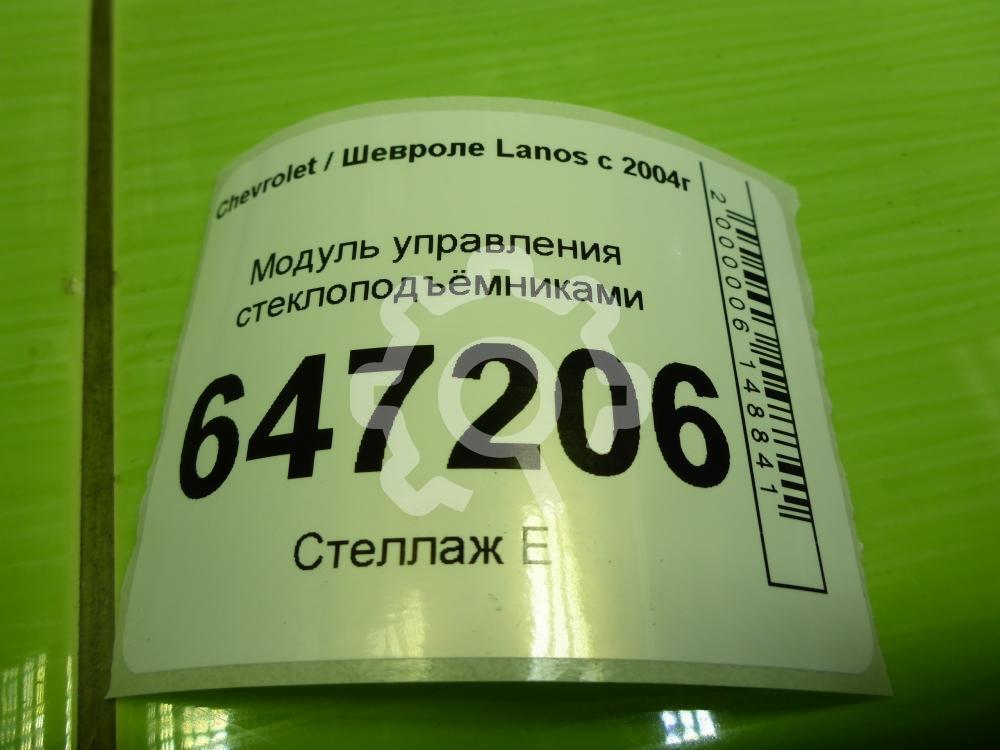 Chevrolet / Шевроле Lanos с 2004г
Модуль управления
стеклоподъёмниками
647206
Стеллаж E
2000006148841